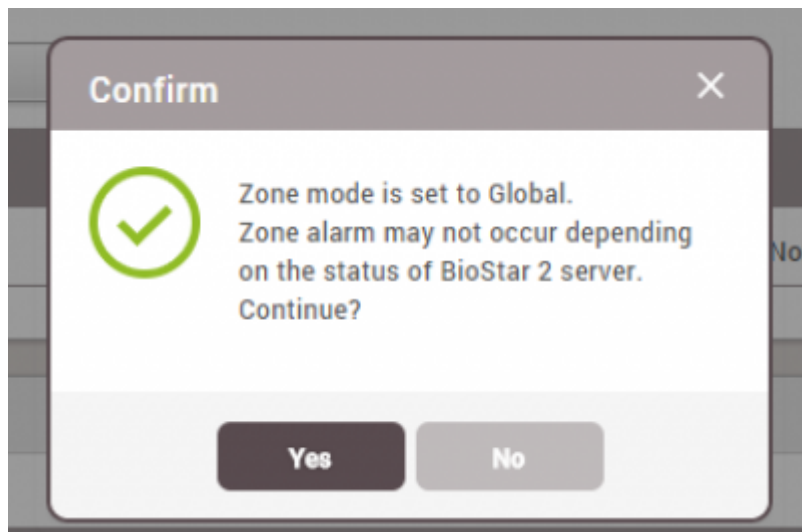 Confirm
Zone mode is set to Global.
Zone alarm may not occur depending
on the status of BioStar 2 server.
Continue?
No
Yes
No